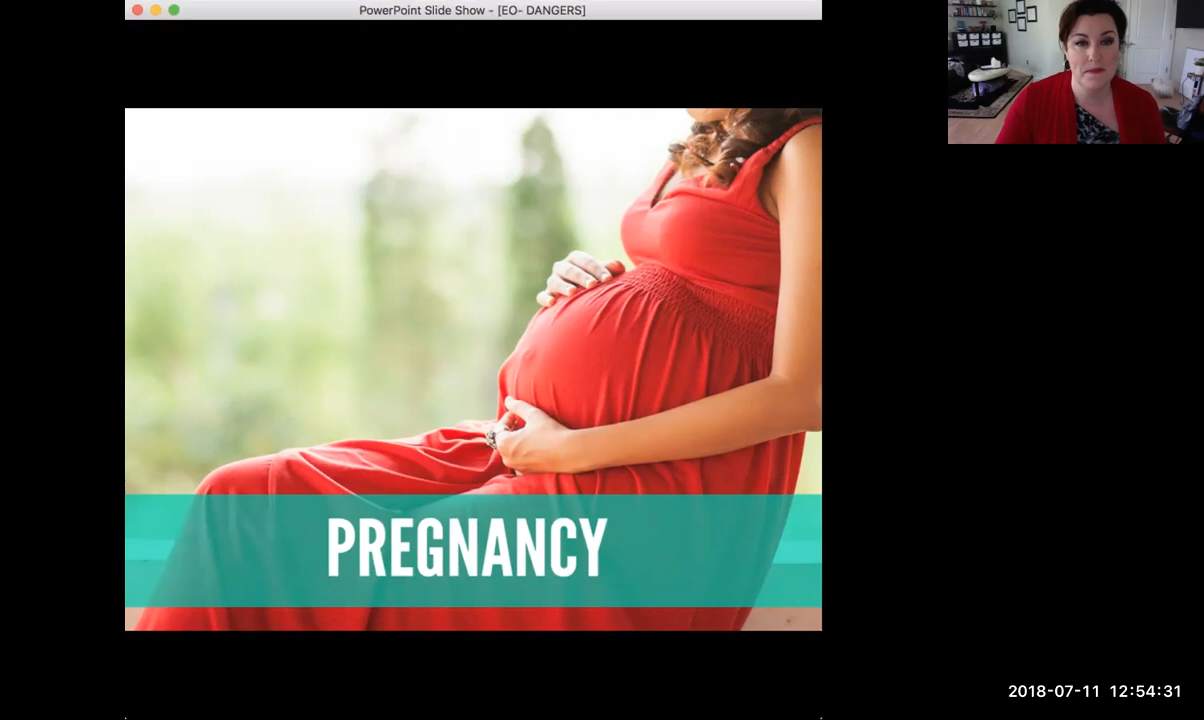 PowerPoint Slide Show - [EO- DANGERS]
PREGNANCY
2018-07-11 12:54:31